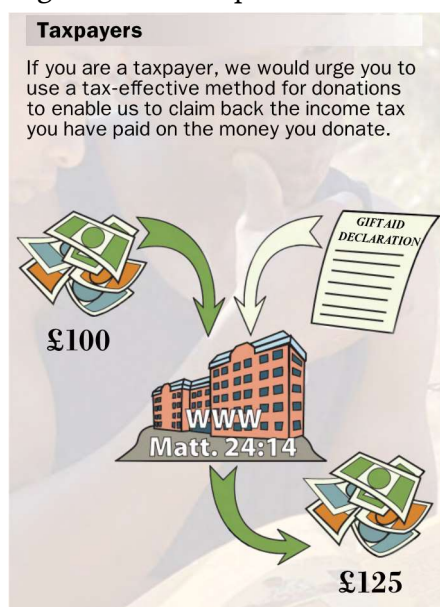 Taxpayers
If you are a taxpayer, we would urge you to
use a tax-effective method for donations
to enable us to claim back the income tax
you have paid on the money you donate.
GIFT AID
DECLARATION
£100
WWW
Matt. 24:14
£125